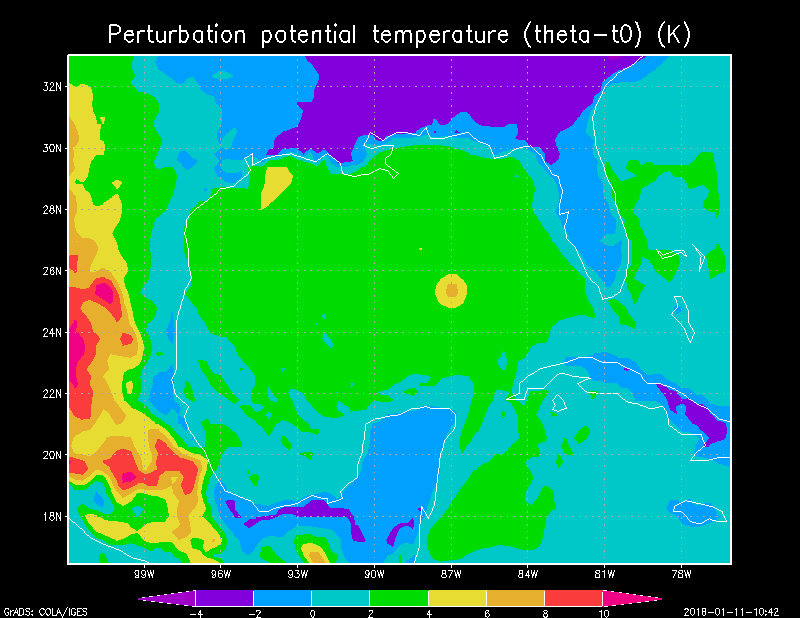 Perturbation potential temperature (theta-t0) (K)
32N
30N
28N
26N
24N
22N
20N
18N
99W 96W 93W 90W 87W 84W 81W 78W
-4 -2 0 2 4 6 8 10
GrADS: COLA/IGES 2018-01-11-10:42